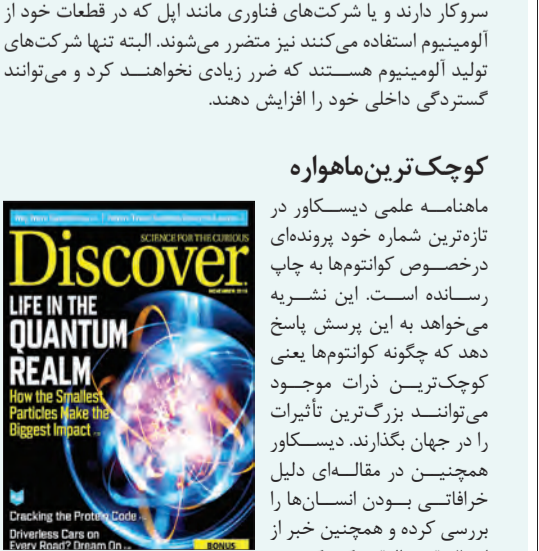 سروکار دارند و یا شرکت‌های فناوری مانند اپل که در قطعات خود از
آلومینیوم استفاده می‌کنند نیز متضرر می‌شوند. البته تنها شرکت‌های
تولید آلومینیوم هستند که ضرر زیادی نخواهند کرد و می‌توانند
گستردگی داخلی خود را افزایش دهند.
کوچک‌ترین‌ماهواره
ماهنامه علمی دیسکاور در
تازه‌ترین شماره خود پرونده‌ای
درخصوص کوانتوم‌ها به چاپ
رسانده است. این نشریه
می‌خواهد به این پرسش پاسخ
دهد که چگونه کوانتوم‌ها یعنی
کوچک‌ترین ذرات موجود
می‌توانند بزرگ‌ترین تأثیرات
را در جهان بگذارند. دیسکاور
همچنین در مقاله‌ای دلیل
خرافاتی بودن انسان‌ها را
بررسی کرده و همچنین خبر از
SCIENCE FOR THE CURIOUS
Discover
NOVEMBER 2018
LIFE IN THE
QUANTUM
REALM
How the Smallest
Particles Make the
Biggest Impact
Cracking the Protein Code
Driverless Cars on
Every Road? Dream On
BONUS